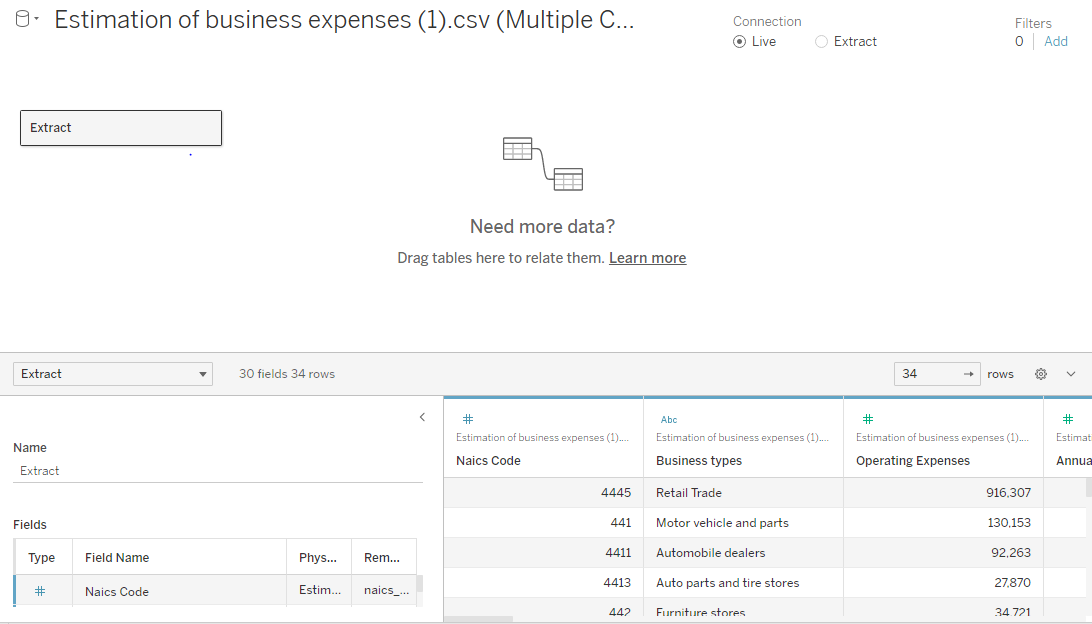 Estimation of business expenses (1).csv (Multiple C...
Connection
Live
Extract
Filters
0
Add
Extract
Need more data?
Drag tables here to relate them. Learn more
Extract
30 fields 34 rows
34
rows
Name
Extract
Fields
Type Field Name Phys... Rem...
# Naics Code Estim... naics_...
# Abc # #
Estimation of business expenses (1).... Estimation of business expenses (1).... Estimation of business expenses (1).... Estimat
Naics Code Business types Operating Expenses Annua
4445 Retail Trade 916,307
441 Motor vehicle and parts 130,153
4411 Automobile dealers 92,263
4413 Auto parts and tire stores 27,870
442 Furniture stores 34,721